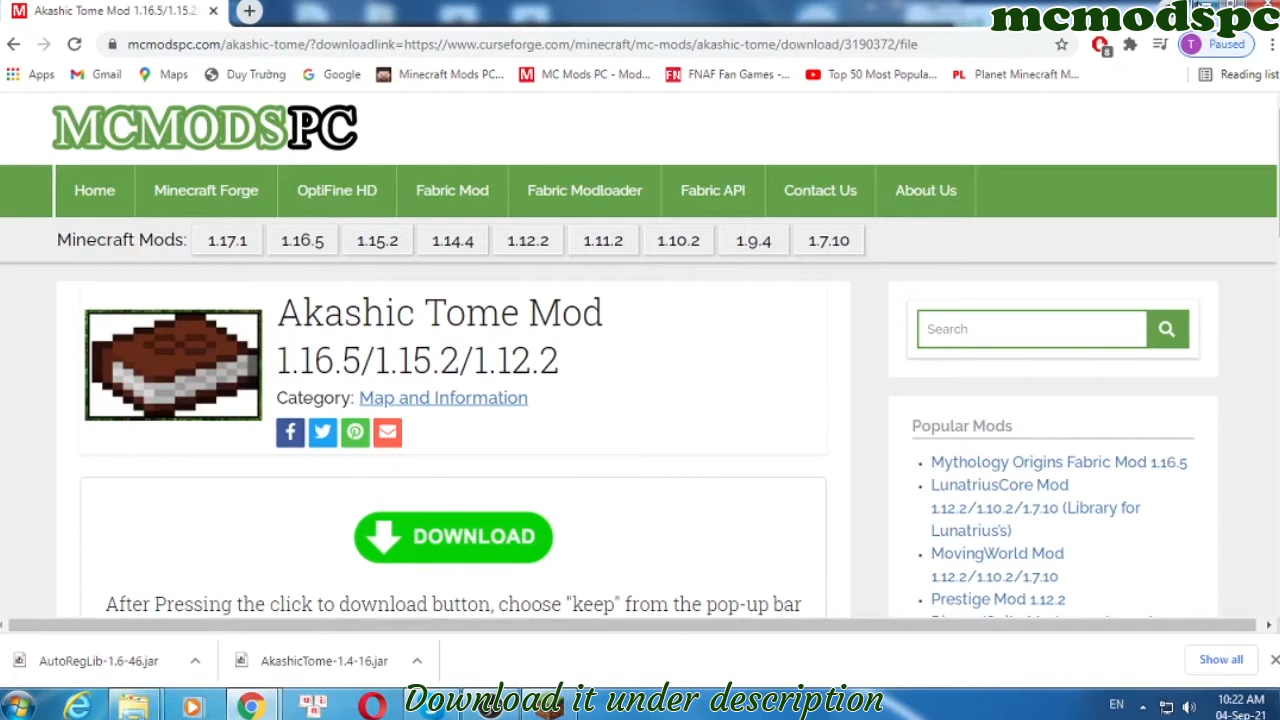 Akashic Tome Mod 1.16.5/1.15.2
mcmodspc
mcmodspc.com/akashic-tome/?downloadlink=https://www.curseforge.com/minecraft/mc-mods/akashic-tome/download/3190372/file
8
T Paused
Apps Gmail Maps Duy Trường Google Minecraft Mods PC... MC Mods PC - Mod... FNAF Fan Games -... Top 50 Most Popula... Planet Minecraft M... Reading list
MCMODSPC
Home Minecraft Forge OptiFine HD Fabric Mod Fabric Modloader Fabric API Contact Us About Us
Minecraft Mods: 1.17.1 1.16.5 1.15.2 1.14.4 1.12.2 1.11.2 1.10.2 1.9.4 1.7.10
Akashic Tome Mod
1.16.5/1.15.2/1.12.2
Category: Map and Information
DOWNLOAD
After Pressing the click to download button, choose "keep" from the pop-up bar
Search
Popular Mods
Mythology Origins Fabric Mod 1.16.5
LunatriusCore Mod
1.12.2/1.10.2/1.7.10 (Library for
Lunatrius's)
MovingWorld Mod
1.12.2/1.10.2/1.7.10
Prestige Mod 1.12.2
AutoRegLib-1.6-46.jar AkashicTome-1.4-16.jar Show all
Download it under description
EN 10:22 AM
04-Sep-21